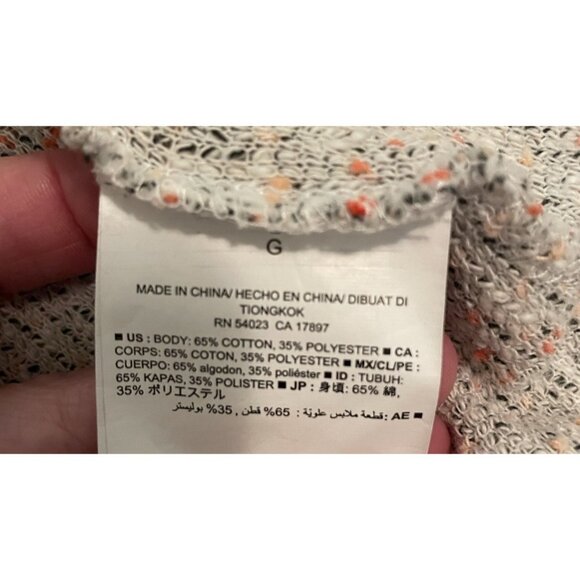 G
MADE IN CHINA/ HECHO EN CHINA/ DIBUAT DI
TIONGKOK
RN 54023 CA 17897
■ US : BODY: 65% COTTON, 35% POLYESTER ■ CA :
CORPS: 65% COTON, 35% POLYESTER ■ MX/CL/PE :
CUERPO: 65% algodon, 35% poliéster ■ ID : TUBUH:
65% KAPAS, 35% POLISTER ■ JP : 身頃: 65% 綿,
35% ポリエステル
■ AE : قطعة ملابس علويّة : 65% قطن , 35% بوليستر